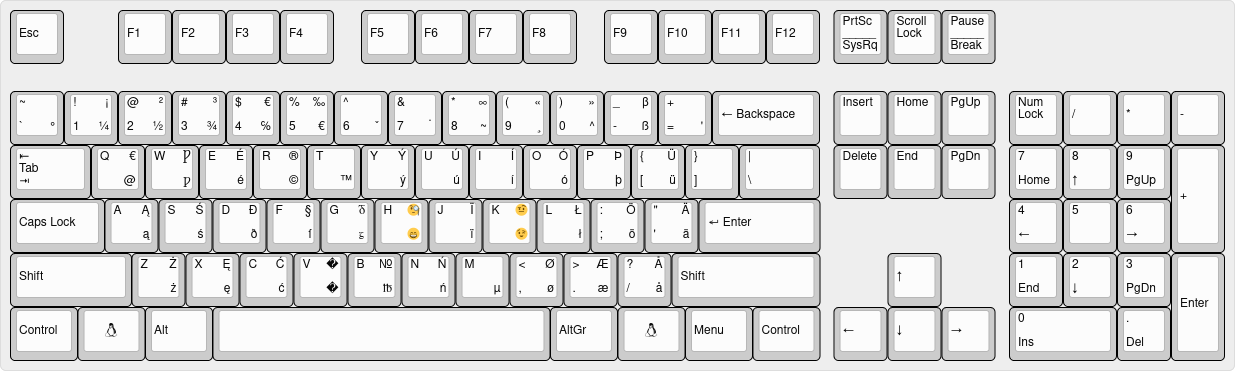 Esc F1 F2 F3 F4 F5 F6 F7 F8 F9 F10 F11 F12 PrtSc Scroll Pause
SysRq Lock Break
~ ! ¡ @ ² # ³ $ € % ‰ ^ & * ∞ ( « ) » _ β + ← Backspace Insert Home PgUp Num / * -
` ° 1 ¼ 2 ½ 3 ¾ 4 ℅ 5 € 6 ˇ 7 ˙ 8 ~ 9 ¸ 0 ^ - ß = ' Lock
⇤ Q € W E É R ® T Y Ý U Ú I Í O Ó P Þ { Ü } | Delete End PgDn 7 8 9 +
Tab
⇥ @ é © ™ ý ú í ó þ [ ü ] \ Home ↑ PgUp
Caps Lock A Ą S Ś D Đ F § G H 🧐 J Ï K 🤨 L Ł : Ö " Ä ↵ Enter 4 5 6
ą ś ð 😄 ï 😉 ł ; ö ' ä ← →
Shift Z Ż X Ę C Ć V � B № N Ń M < Ø > Æ ? Å Shift ↑ 1 2 3 Enter
ż ę ć � ń µ , ø . æ / å End ↓ PgDn
Control Alt AltGr Menu Control ← ↓ → 0 .
Ins Del